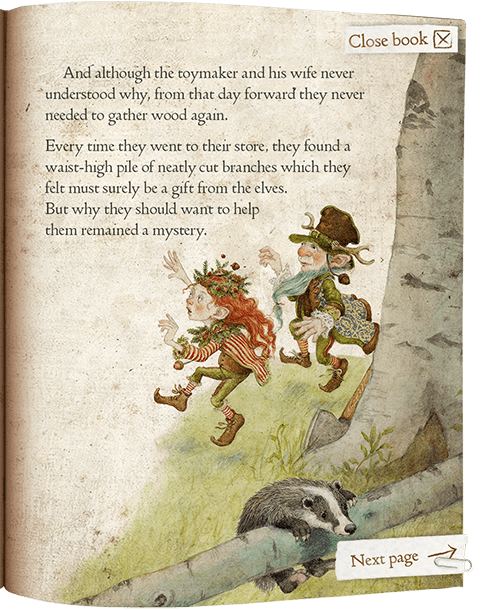 Close book
And although the toymaker and his wife never
understood why, from that day forward they never
needed to gather wood again.
Every time they went to their store, they found a
waist-high pile of neatly cut branches which they
felt must surely be a gift from the elves.
But why they should want to help
them remained a mystery.
Next page